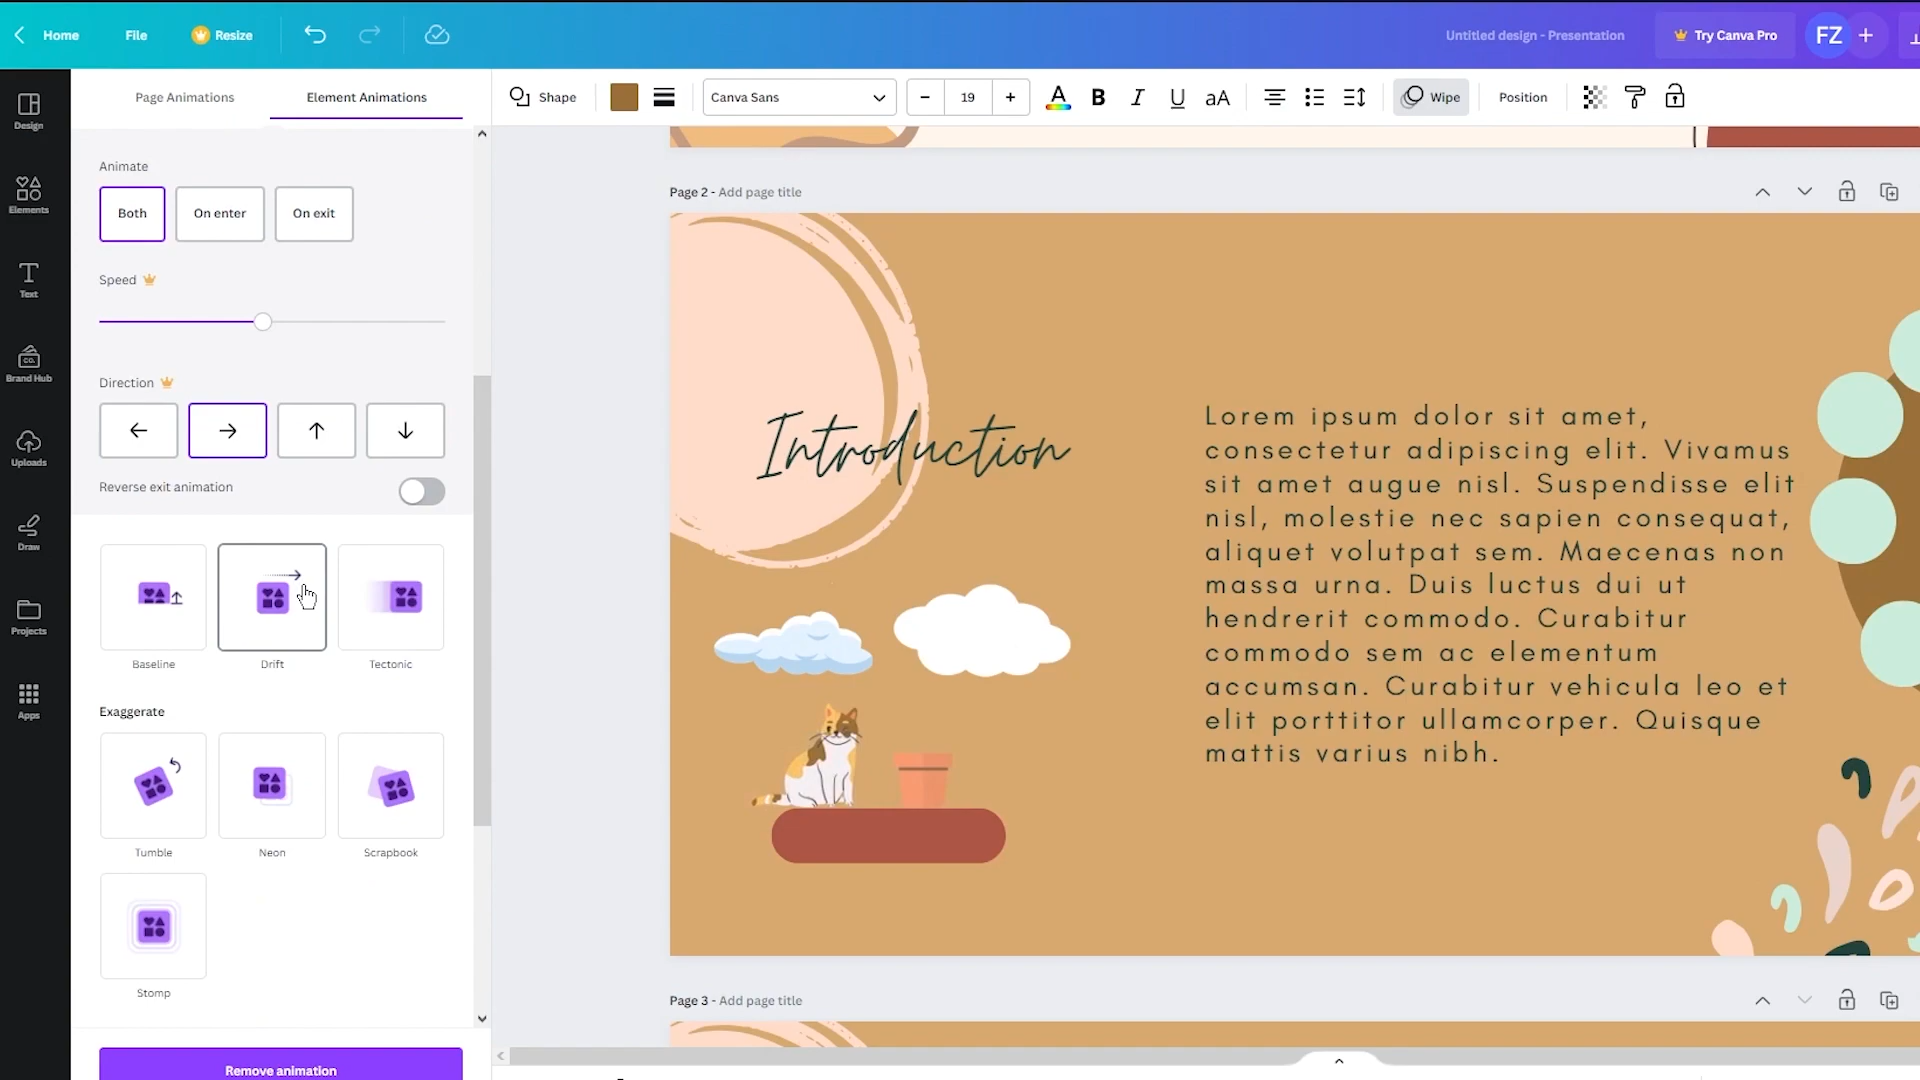 Home File Resize Untitled design - Presentation Try Canva Pro FZ
Page Animations Element Animations Shape Canva Sans 19 B I U aA Wipe Position
Design
Elements
Text
Brand Hub
CO.
Uploads
Draw
Projects
Apps
Animate
Both On enter On exit
Speed
Direction
Reverse exit animation
Baseline Drift Tectonic
Exaggerate
Tumble Neon Scrapbook
Stomp
Remove animation
Page 2 - Add page title
Introduction
Lorem ipsum dolor sit amet,
consectetur adipiscing elit. Vivamus
sit amet augue nisl. Suspendisse elit
nisl, molestie nec sapien consequat,
aliquet volutpat sem. Maecenas non
massa urna. Duis luctus dui ut
hendrerit commodo. Curabitur
commodo sem ac elementum
accumsan. Curabitur vehicula leo et
elit porttitor ullamcorper. Quisque
mattis varius nibh.
Page 3 - Add page title